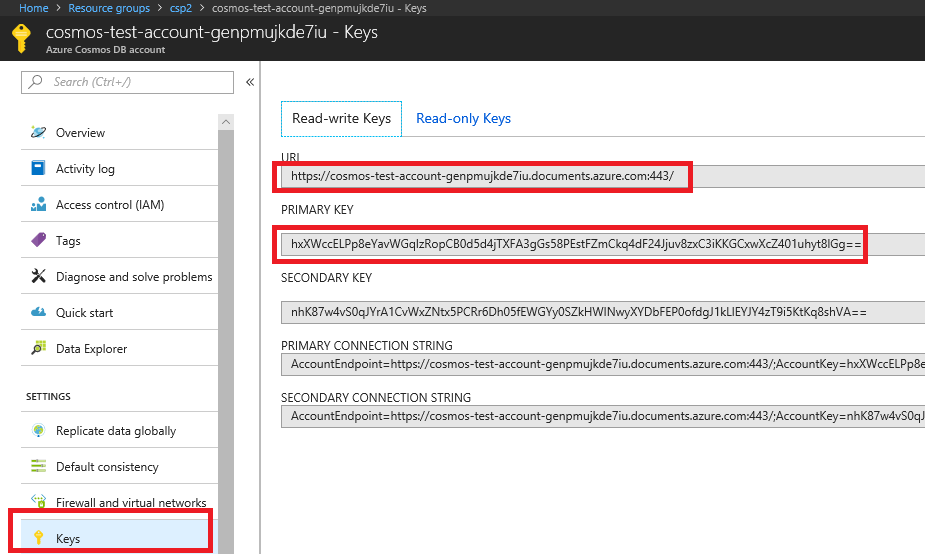 Home > Resource groups > csp2 > cosmos-test-account-genpmujkde7iu - Keys
cosmos-test-account-genpmujkde7iu - Keys
Azure Cosmos DB account
Search (Ctrl+/)
Overview
Activity log
Access control (IAM)
Tags
Diagnose and solve problems
Quick start
Data Explorer
SETTINGS
Replicate data globally
Default consistency
Firewall and virtual networks
Keys
Read-write Keys
Read-only Keys
URI
https://cosmos-test-account-genpmujkde7iu.documents.azure.com:443/
PRIMARY KEY
SECONDARY KEY
PRIMARY CONNECTION STRING
AccountEndpoint=https://cosmos-test-account-genpmujkde7iu.documents.azure.com:443/;AccountKey=hxXWccELPp8e
SECONDARY CONNECTION STRING
AccountEndpoint=https://cosmos-test-account-genpmujkde7iu.documents.azure.com:443/;AccountKey=nhK87w4vS0qJ